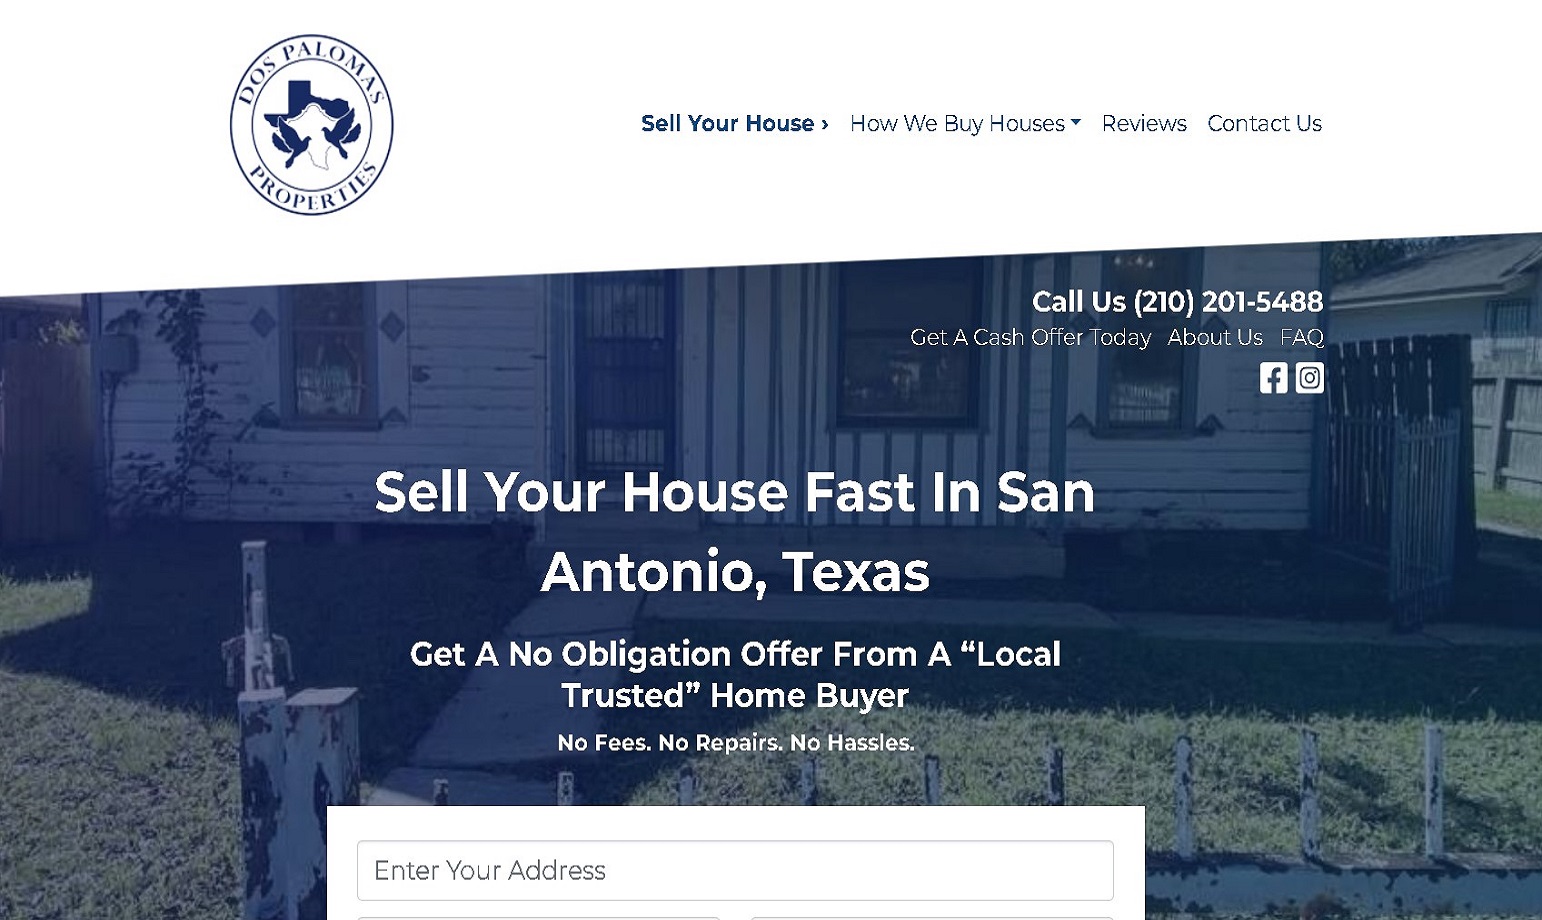 DOS PALOMAS
PROPERTIES
Sell Your House ›
How We Buy Houses
Reviews
Contact Us
Call Us (210) 201-5488
Get A Cash Offer Today
About Us
FAQ
Sell Your House Fast In San
Antonio, Texas
Get A No Obligation Offer From A “Local
Trusted” Home Buyer
No Fees. No Repairs. No Hassles.
Enter Your Address